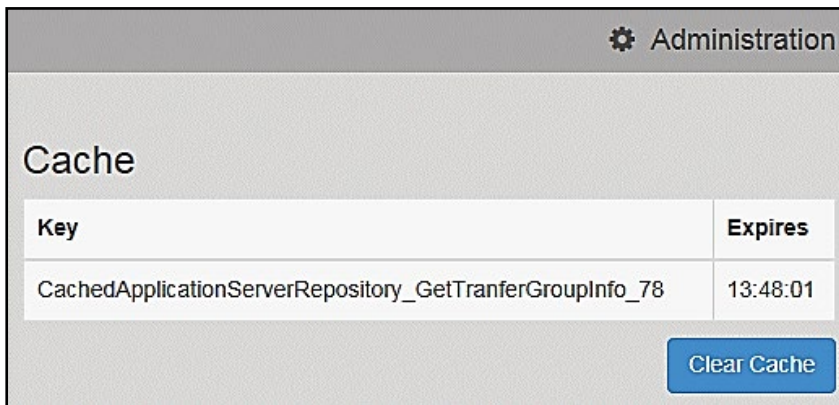 Administration
Cache
Key Expires
CachedApplicationServerRepository_GetTranferGroupInfo_78 13:48:01
Clear Cache